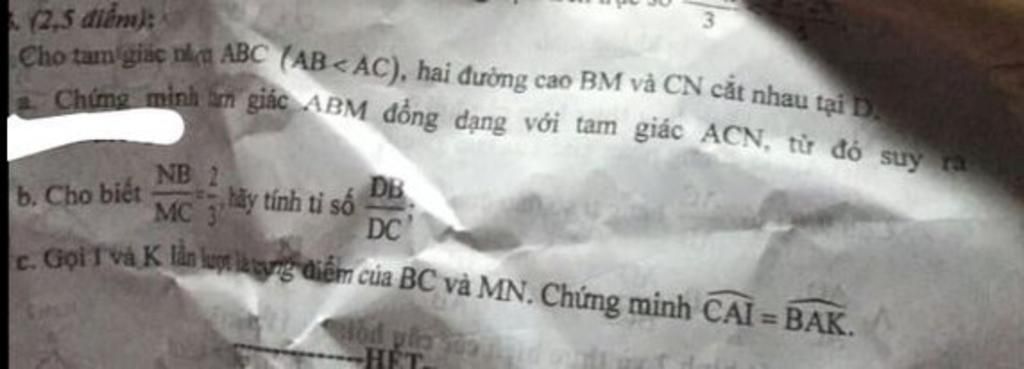 (2,5 điểm):
3
Cho tam giác nhọn ABC (AB < AC), hai đường cao BM và CN cắt nhau tại D.
a. Chứng minh tam giác ABM đồng dạng với tam giác ACN, từ đó suy ra
b. Cho biết NB/MC = 2/3, hãy tính tỉ số DB/DC;
c. Gọi I và K lần lượt là trung điểm của BC và MN. Chứng minh \widehat{CAI} = \widehat{BAK}.
----------HẾT